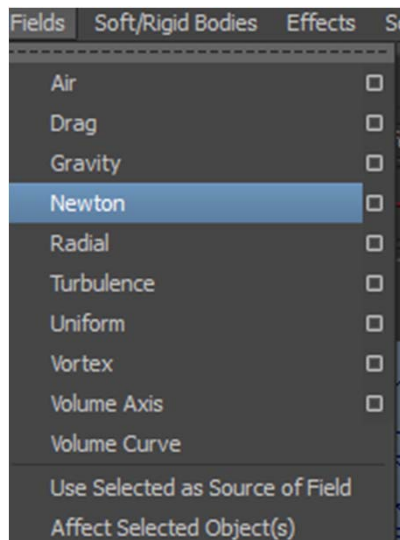 Fields Soft/Rigid Bodies Effects
Air
Drag
Gravity
Newton
Radial
Turbulence
Uniform
Vortex
Volume Axis
Volume Curve
Use Selected as Source of Field
Affect Selected Object(s)